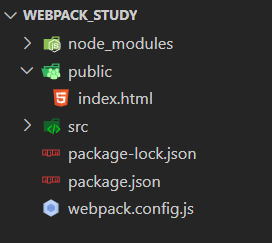 WEBPACK_STUDY
node_modules
public
index.html
src
package-lock.json
package.json
webpack.config.js